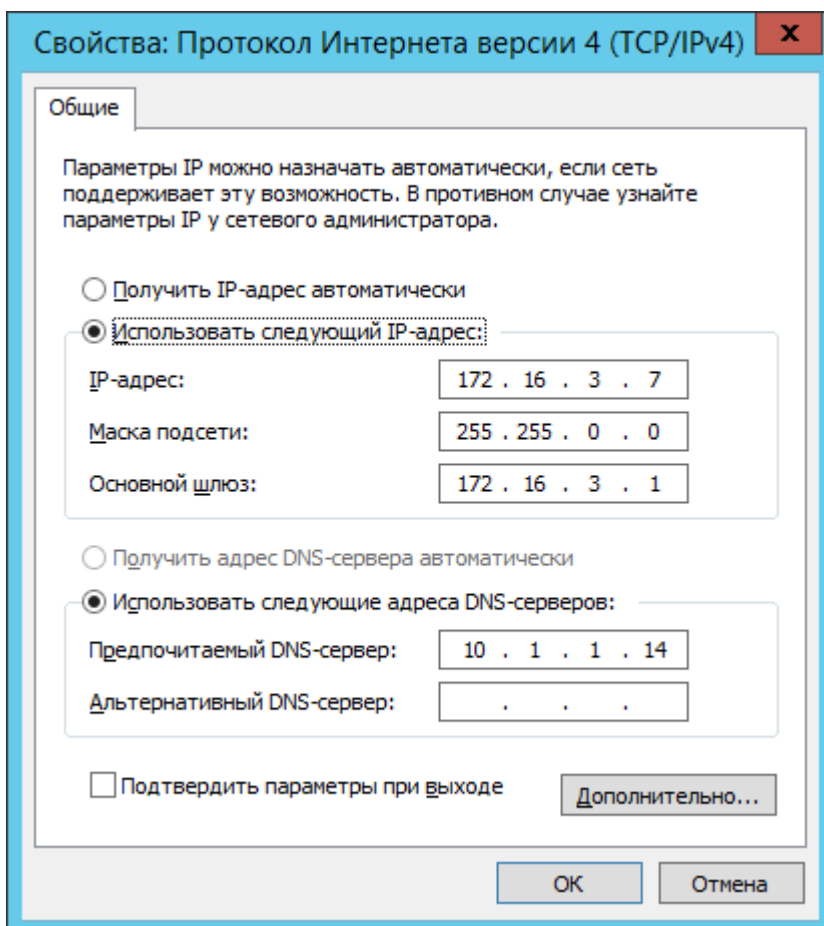 Свойства: Протокол Интернета версии 4 (TCP/IPv4)
x
Общие
Параметры IP можно назначать автоматически, если сеть
поддерживает эту возможность. В противном случае узнайте
параметры IP у сетевого администратора.
Получить IP-адрес автоматически
Использовать следующий IP-адрес:
IP-адрес: 172 . 16 . 3 . 7
Маска подсети: 255 . 255 . 0 . 0
Основной шлюз: 172 . 16 . 3 . 1
Получить адрес DNS-сервера автоматически
Использовать следующие адреса DNS-серверов:
Предпочитаемый DNS-сервер: 10 . 1 . 1 . 14
Альтернативный DNS-сервер: . . .
Подтвердить параметры при выходе
Дополнительно...
ОК Отмена